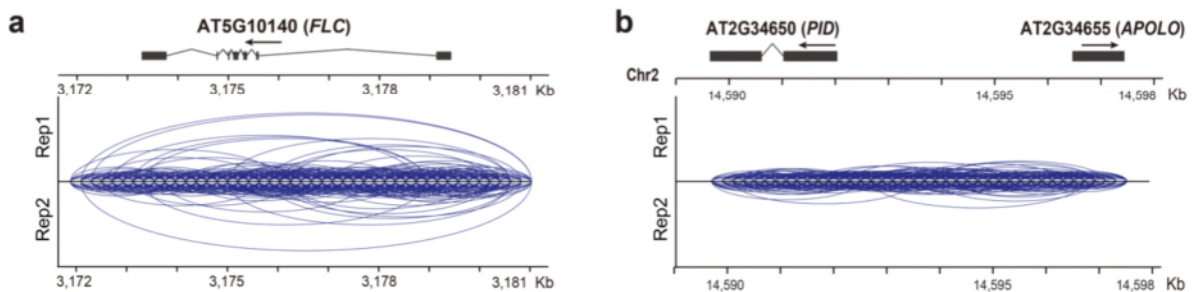 a
AT5G10140 (FLC)
3,172 3,175 3,178 3,181 Kb
Rep1
Rep2
3,172 3,175 3,178 3,181 Kb
b
AT2G34650 (PID) AT2G34655 (APOLO)
Chr2
14,590 14,595 14,598 Kb
Rep1
Rep2
14,590 14,595 14,598 Kb